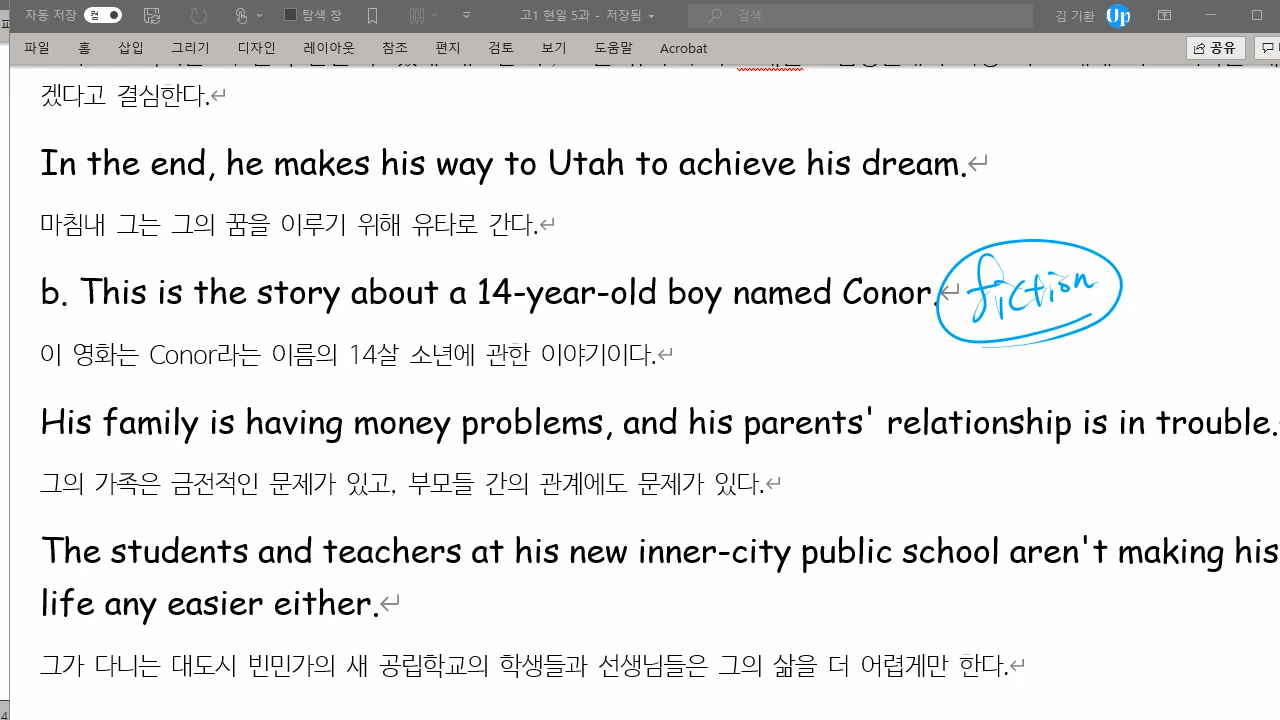 자동 저장 컴 탐색 창 고1 현일 5과 - 저장됨 검색 김 기환 Up
파일 홈 삽입 그리기 디자인 레이아웃 참조 편지 검토 보기 도움말 Acrobat 공유
겠다고 결심한다.
In the end, he makes his way to Utah to achieve his dream.
마침내 그는 그의 꿈을 이루기 위해 유타로 간다.
b. This is the story about a 14-year-old boy named Conor. fiction
이 영화는 Conor라는 이름의 14살 소년에 관한 이야기이다.
His family is having money problems, and his parents' relationship is in trouble.
그의 가족은 금전적인 문제가 있고, 부모들 간의 관계에도 문제가 있다.
The students and teachers at his new inner-city public school aren't making his
life any easier either.
그가 다니는 대도시 빈민가의 새 공립학교의 학생들과 선생님들은 그의 삶을 더 어렵게만 한다.